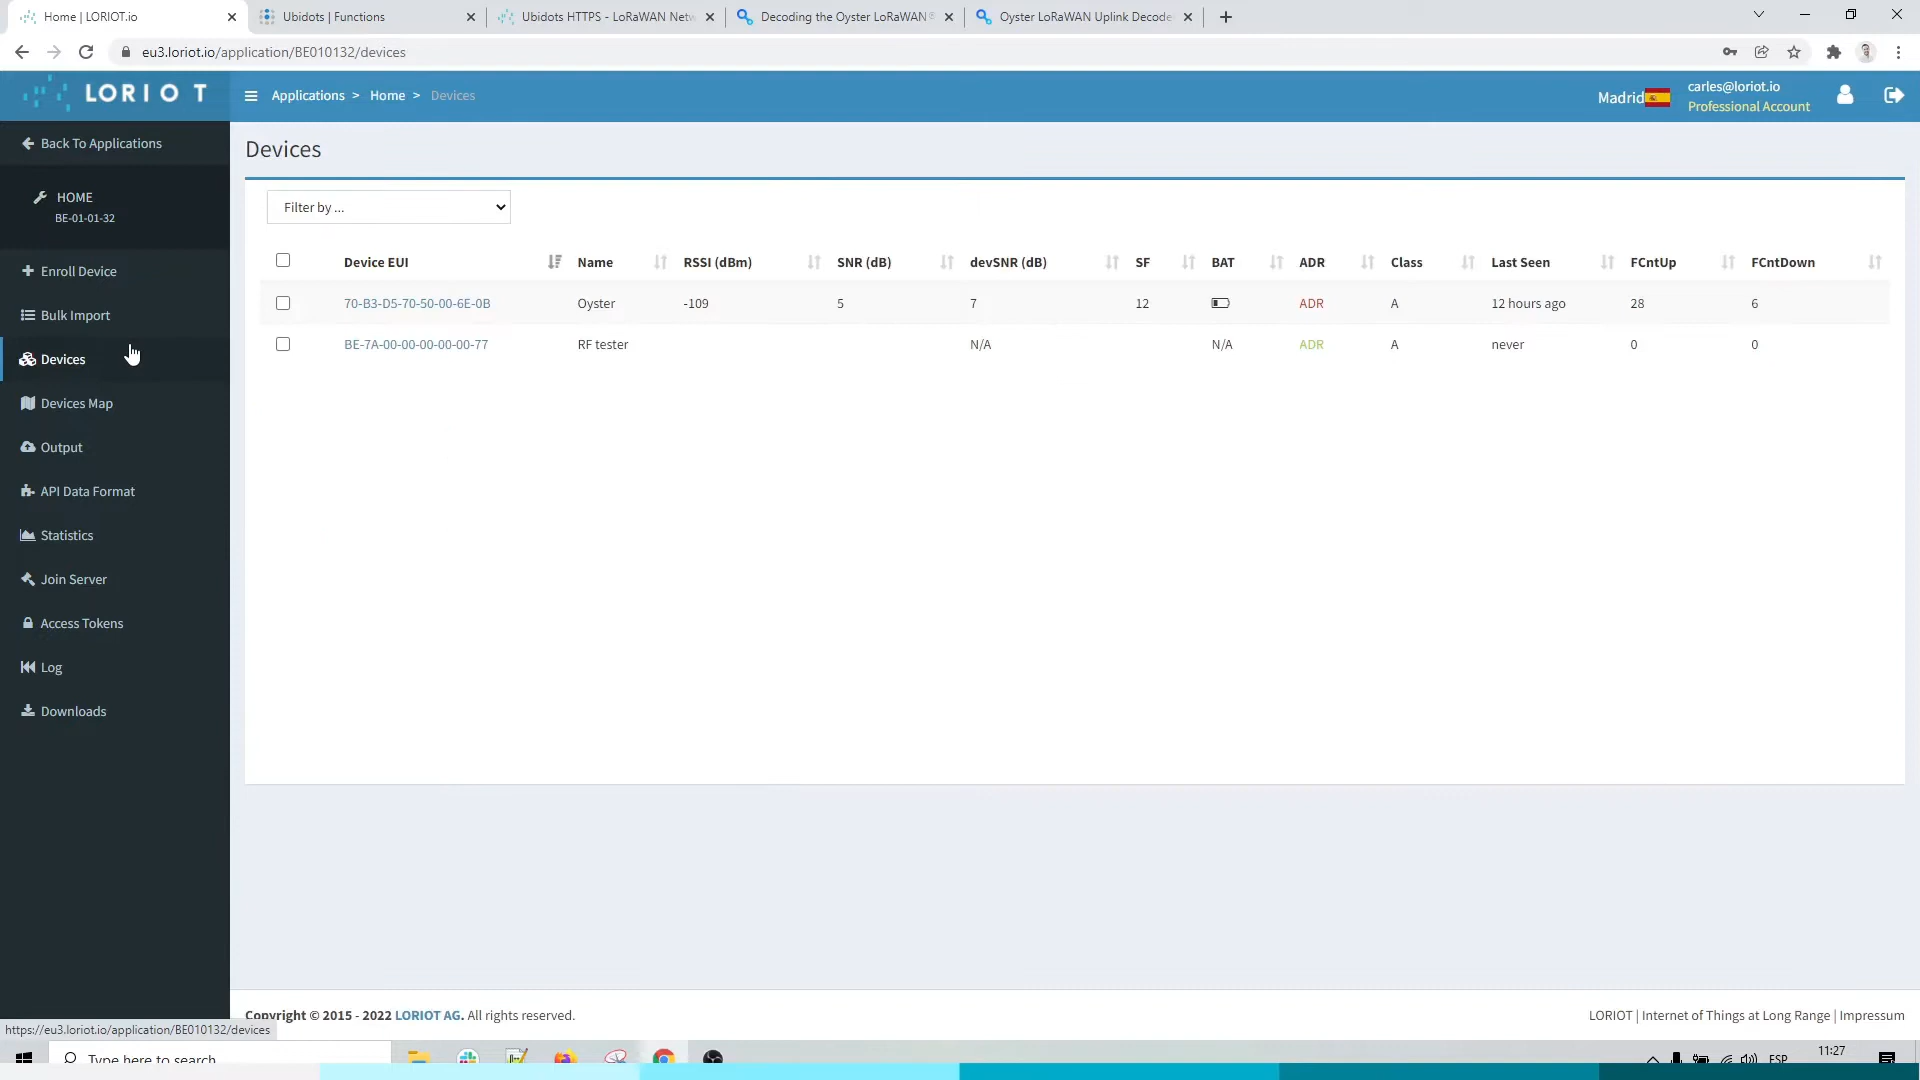 Home | LORIOT.io
Ubidots | Functions
Ubidots HTTPS - LoRaWAN Netw
Decoding the Oyster LoRaWAN®
Oyster LoRaWAN Uplink Decode
eu3.loriot.io/application/BE010132/devices
LORIOT
Applications > Home > Devices
Madrid
carles@loriot.io
Professional Account
Back To Applications
HOME
BE-01-01-32
Enroll Device
Bulk Import
Devices
Devices Map
Output
API Data Format
Statistics
Join Server
Access Tokens
Log
Downloads
Devices
Filter by ...
Device EUI Name RSSI (dBm) SNR (dB) devSNR (dB) SF BAT ADR Class Last Seen FCntUp FCntDown
70-B3-D5-70-50-00-6E-0B Oyster -109 5 7 12 ADR A 12 hours ago 28 6
BE-7A-00-00-00-00-00-77 RF tester N/A N/A ADR A never 0 0
Copyright © 2015 - 2022 LORIOT AG. All rights reserved.
LORIOT | Internet of Things at Long Range | Impressum
https://eu3.loriot.io/application/BE010132/devices
Type here to search
ESP
11:27